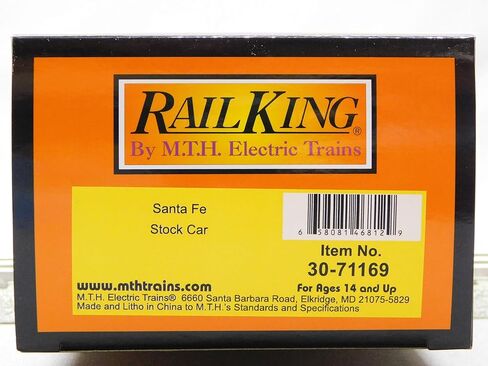 RAILKING®
By M.T.H. Electric Trains
Santa Fe
Stock Car
6 58081 46812 9
Item No.
30-71169
www.mthtrains.com
For Ages 14 and Up
M.T.H. Electric Trains® 6660 Santa Barbara Road, Elkridge, MD 21075-5829
Made and Litho in China to M.T.H.'s Standards and Specifications